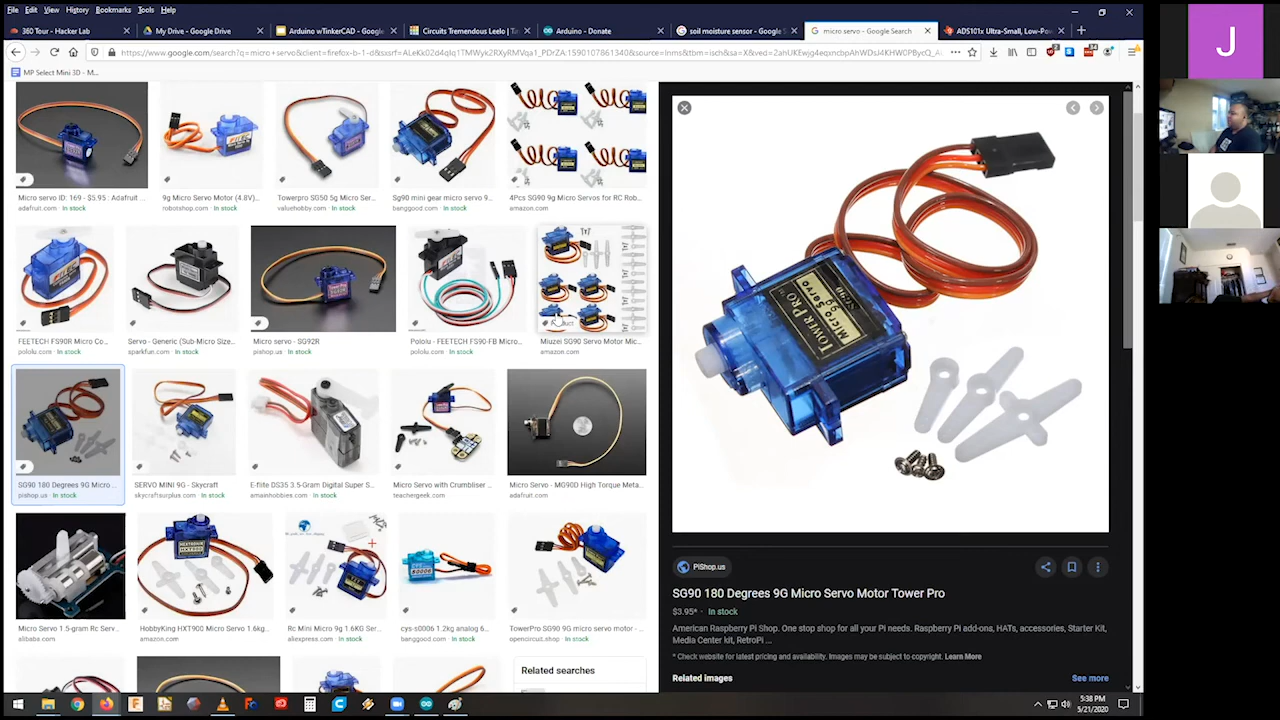 File Edit View History Bookmarks Tools Help
360 Tour - Hacker Lab
My Drive - Google Drive
Arduino wTinkerCAD - Google
Circuits Tremendous Leelo | Tin
Arduino - Donate
soil moisture sensor - Google S
micro servo - Google Search
ADS101x Ultra-Small, Low-Po
MP Select Mini 3D - M...
Micro servo ID: 169 - $5.95 : Adafruit ...
adafruit.com · In stock
9g Micro Servo Motor (4.8V)...
robotshop.com · In stock
Towerpro SG50 5g Micro Ser...
valuehobby.com · In stock
Sg90 mini gear micro servo 9...
banggood.com · In stock
4Pcs SG90 9g Micro Servos for RC Rob...
amazon.com · In stock
FEETECH FS90R Micro Co...
pololu.com · In stock
Servo - Generic (Sub-Micro Size...
sparkfun.com · In stock
Micro servo - SG92R
pishop.us · In stock
Pololu - FEETECH FS90-FB Micro...
pololu.com · In stock
Miuzei SG90 Servo Motor Mic...
amazon.com
SG90 180 Degrees 9G Micro ...
pishop.us · In stock
SERVO MINI 9G - Skycraft
skycraftsurplus.com · In stock
E-flite DS35 3.5-Gram Digital Super S...
amainhobbies.com · In stock
Micro Servo with Crumbliser ...
teachergeek.com
Micro Servo - MG90D High Torque Meta...
adafruit.com · In stock
Micro Servo 1.5-gram Rc Serv...
alibaba.com
HobbyKing HXT900 Micro Servo 1.6kg...
amazon.com
Rc Mini Micro 9g 1.6KG Ser...
aliexpress.com · In stock
cys-s0006 1.2kg analog 6...
banggood.com · In stock
TowerPro SG90 9G micro servo motor - ...
opencircuit.shop · In stock
Related searches
TOWER PRO
Micro Servo
9g
SG90
PiShop.us
SG90 180 Degrees 9G Micro Servo Motor Tower Pro
$3.95* · In stock
American Raspberry Pi Shop. One stop shop for all your Pi needs. Raspberry Pi add-ons, HATs, accessories, Starter Kit,
Media Center kit, RetroPi ...
* Check website for latest pricing and availability. Images may be subject to copyright. Learn More
Related images
See more
J
5:38 PM
5/21/2020